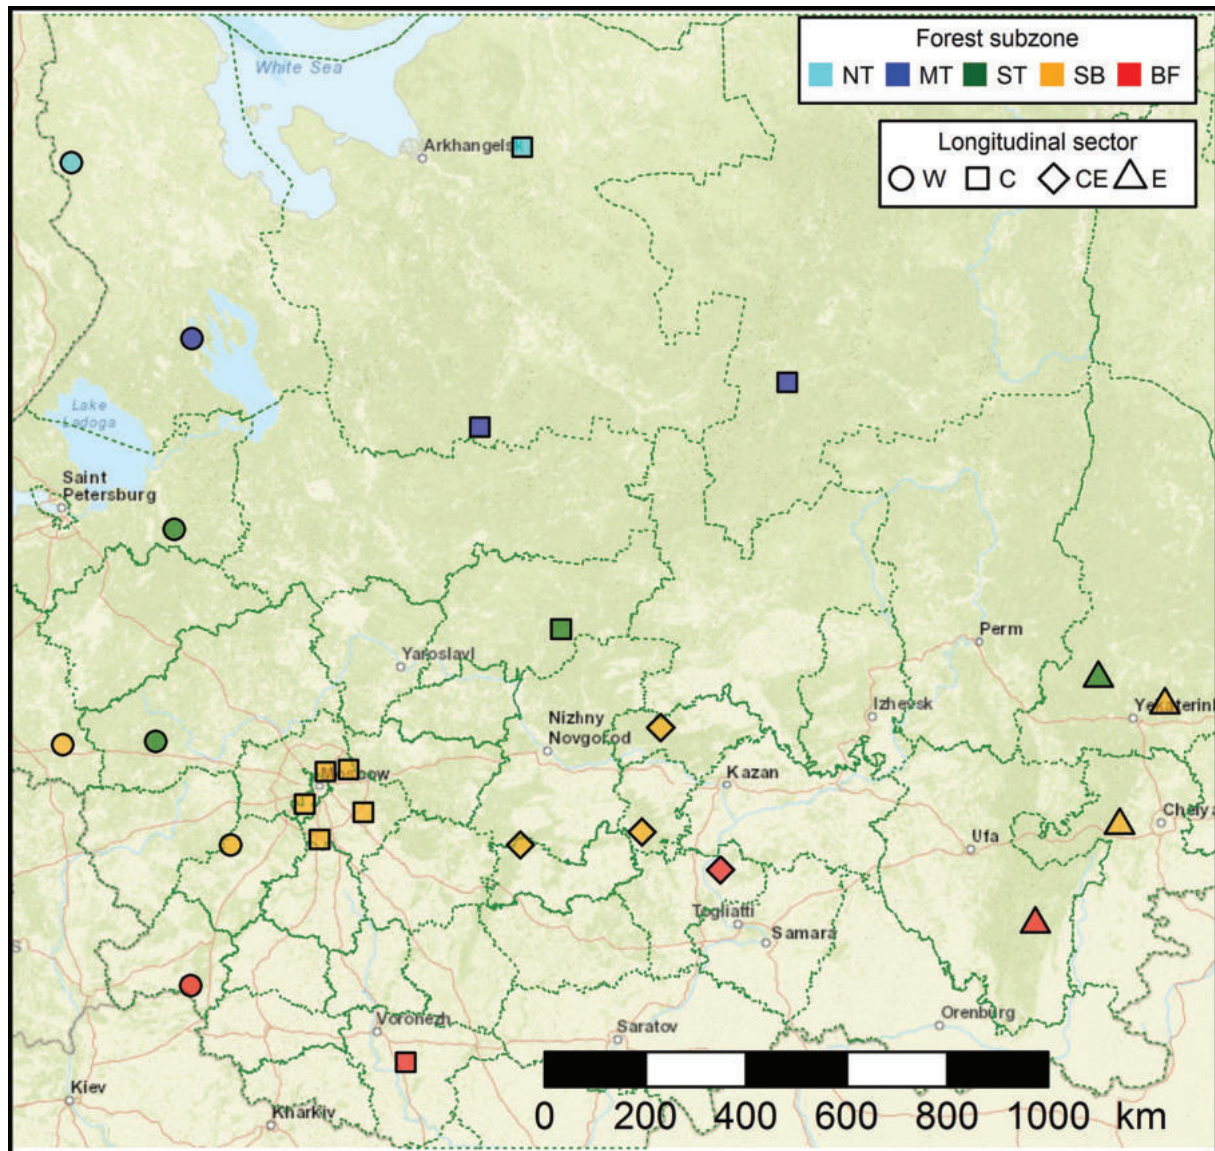 Forest subzone
NT MT ST SB BF
Longitudinal sector
W C CE E
White Sea
Arkhangelsk
Lake
Ladoga
Saint
Petersburg
Perm
Yaroslavl
Izhevsk
Nizhny
Novgorod
Moscow
Kazan
Ufa
Togliatti
Samara
Voronezh
Saratov
Orenburg
Kiev
Kharkiv
0 200 400 600 800 1000 km